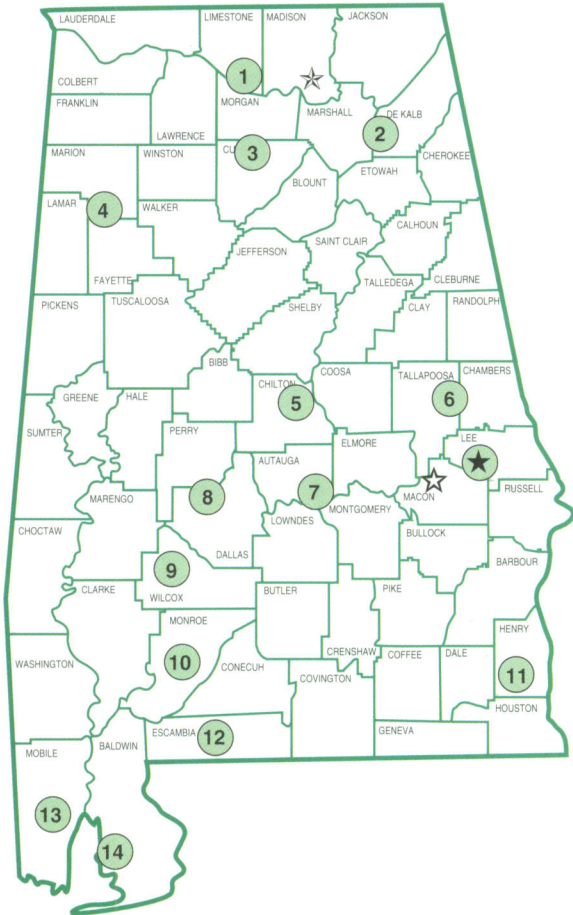 LAUDERDALE
LIMESTONE
MADISON
JACKSON
COLBERT
1
FRANKLIN
MORGAN
MARSHALL
DE KALB
2
LAWRENCE
MARION
WINSTON
CU
3
CHEROKEE
ETOWAH
BLOUNT
LAMAR
4
WALKER
CALHOUN
SAINT CLAIR
JEFFERSON
FAYETTE
TALLEDEGA
CLEBURNE
PICKENS
TUSCALOOSA
SHELBY
CLAY
RANDOLPH
BIBB
COOSA
TALLAPOOSA
CHAMBERS
CHILTON
5
6
GREENE
HALE
SUMTER
PERRY
ELMORE
LEE
AUTAUGA
MARENGO
8
7
MACON
RUSSELL
MONTGOMERY
LOWNDES
CHOCTAW
BULLOCK
DALLAS
BARBOUR
9
CLARKE
WILCOX
BUTLER
PIKE
MONROE
HENRY
CRENSHAW
COFFEE
DALE
WASHINGTON
10
CONECUH
COVINGTON
11
HOUSTON
ESCAMBIA
12
GENEVA
MOBILE
BALDWIN
13
14